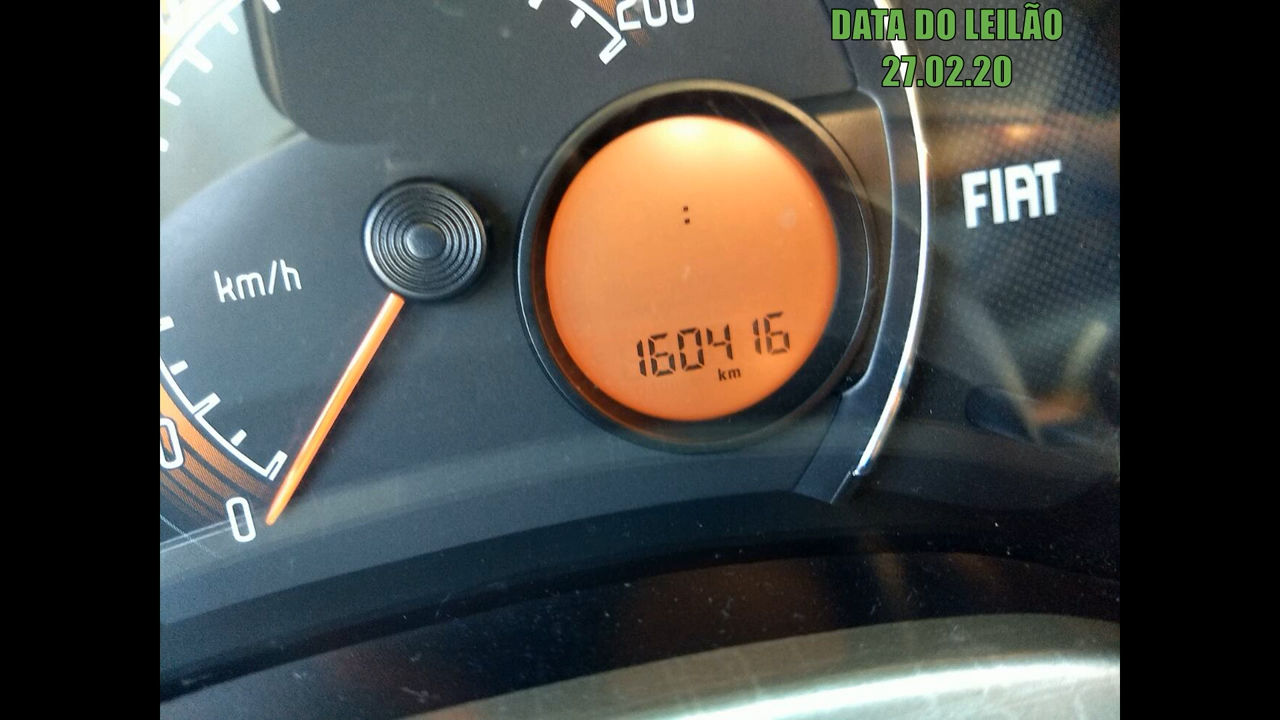 DATA DO LEILÃO
27.02.20
200
FIAT
km/h
:
160416
km
0